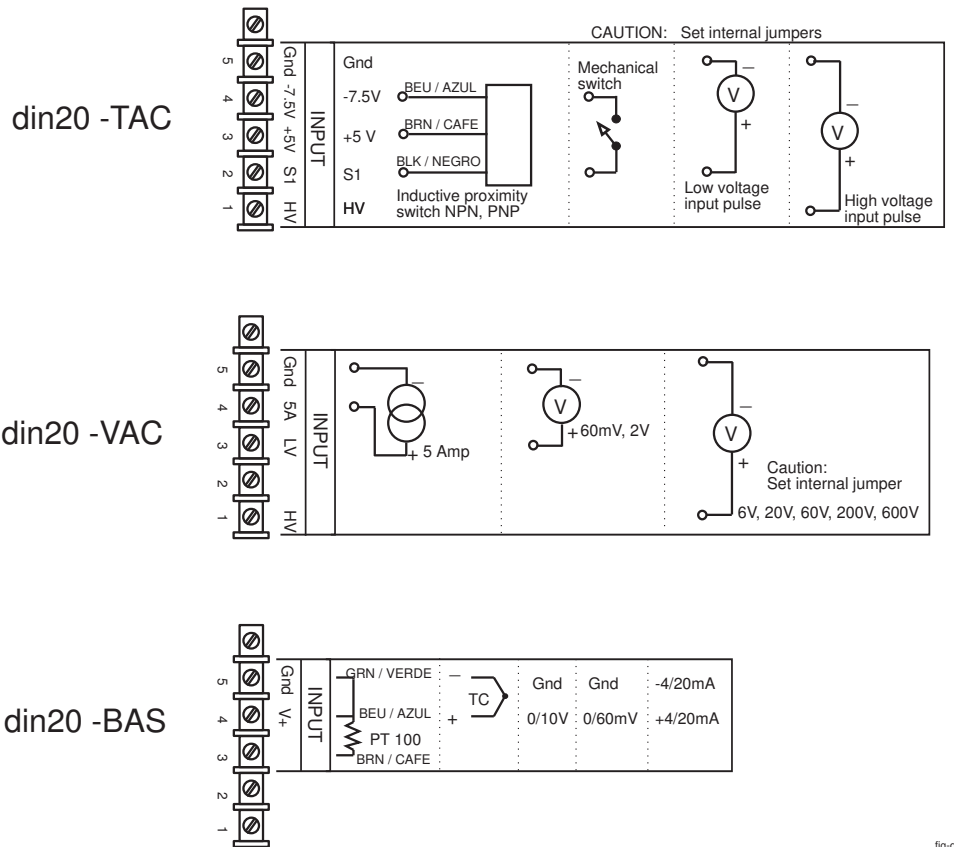 CAUTION: Set internal jumpers
din20 -TAC
5 4 3 2 1
Gnd -7.5V +5V S1 HV
INPUT
Gnd
-7.5V BEU / AZUL
+5 V BRN / CAFE
S1 BLK / NEGRO
HV
Inductive proximity
switch NPN, PNP
Mechanical
switch
– V +
Low voltage
input pulse
– V +
High voltage
input pulse
din20 -VAC
5 4 3 2 1
Gnd 5A LV HV
INPUT
–
+ 5 Amp
– V
+ 60mV, 2V
– V +
Caution:
Set internal jumper
6V, 20V, 60V, 200V, 600V
din20 -BAS
5 4 3 2 1
Gnd V+
INPUT
GRN / VERDE
BEU / AZUL
PT 100
BRN / CAFE
– TC +
Gnd Gnd -4/20mA
0/10V 0/60mV +4/20mA